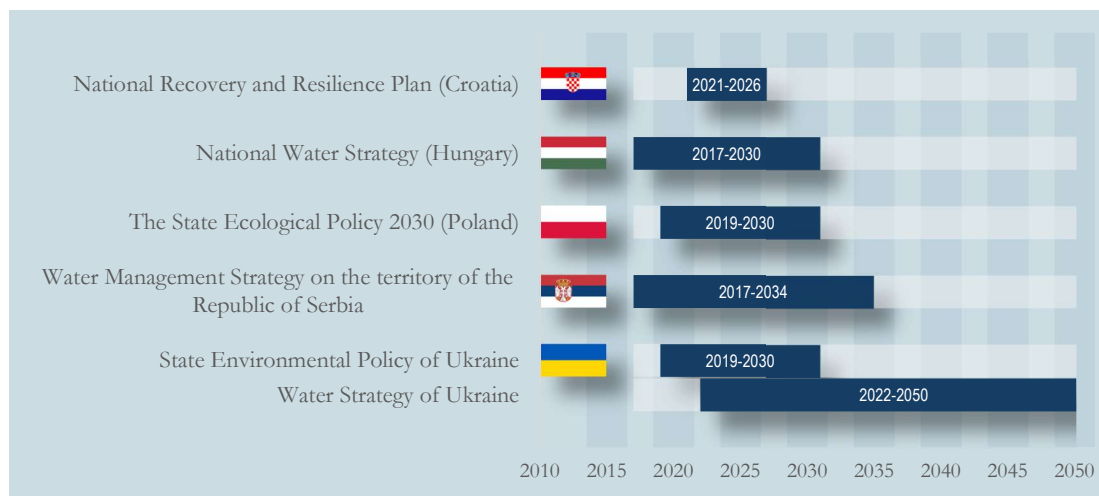 National Recovery and Resilience Plan (Croatia)
2021-2026
National Water Strategy (Hungary)
2017-2030
The State Ecological Policy 2030 (Poland)
2019-2030
Water Management Strategy on the territory of the
Republic of Serbia
2017-2034
State Environmental Policy of Ukraine
2019-2030
Water Strategy of Ukraine
2022-2050
2010 2015 2020 2025 2030 2035 2040 2045 2050